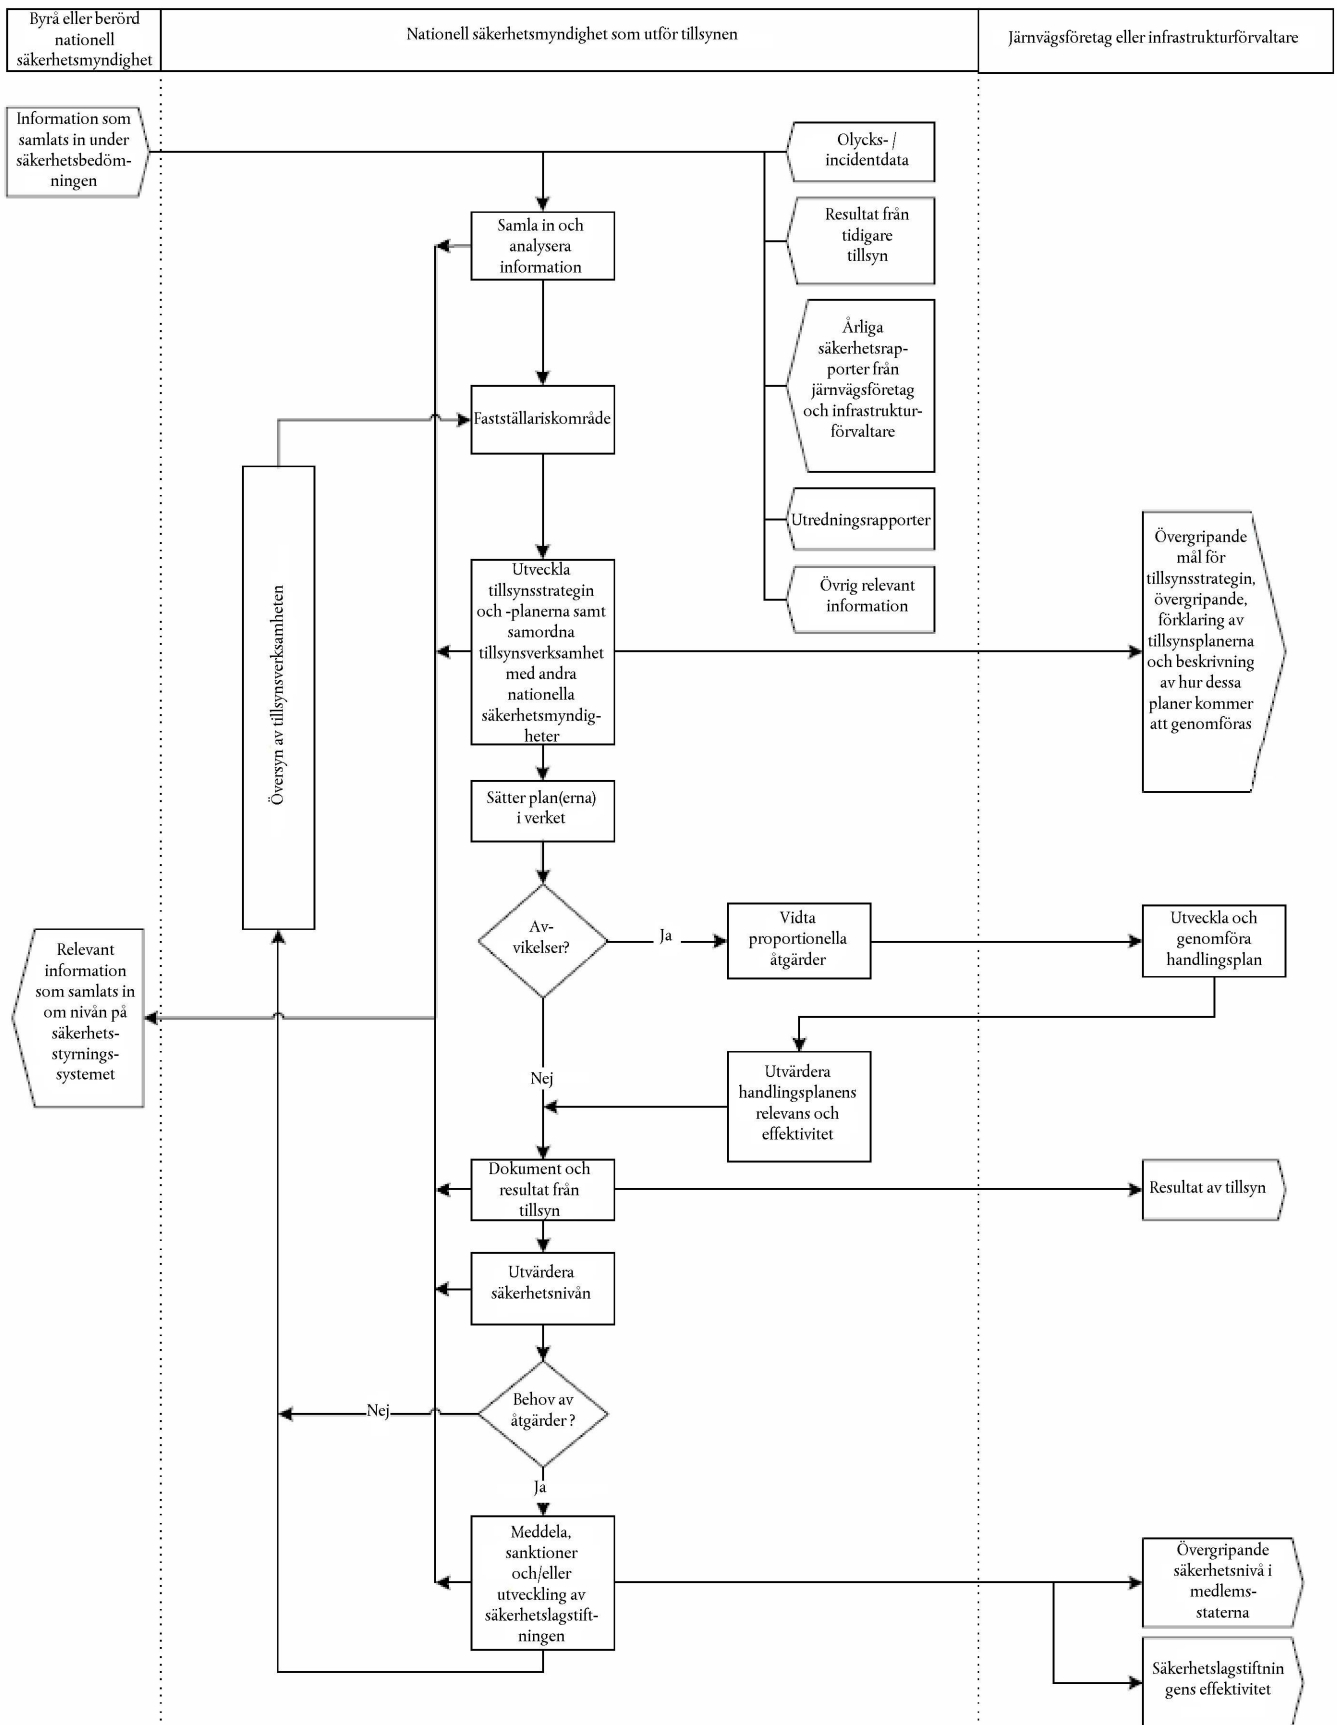 Byrå eller berörd
nationell
säkerhetsmyndighet
Nationell säkerhetsmyndighet som utför tillsynen
Järnvägsföretag eller infrastrukturförvaltare
Information som
samlats in under
säkerhetsbedöm-
ningen
Olycks- /
incidentdata
Resultat från
tidigare
tillsyn
Samla in och
analysera
information
Årliga
säkerhetsrap-
porter från
järnvägsföretag
och infrastruktur-
förvaltare
Fastställariskområde
Utredningsrapporter
Övrig relevant
information
Utveckla
tillsynsstrategin
och -planerna samt
samordna
tillsynsverksamhet
med andra
nationella
säkerhetsmyndig-
heter
Övergripande
mål för
tillsynsstrategin,
övergripande,
förklaring av
tillsynsplanerna
och beskrivning
av hur dessa
planer kommer
att genomföras
Översyn av tillsynsverksamheten
Sätter plan(erna)
i verket
Av-
vikelser?
Ja
Vidta
proportionella
åtgärder
Utveckla och
genomföra
handlingsplan
Relevant
information
som samlats in
om nivån på
säkerhets-
styrnings-
systemet
Nej
Utvärdera
handlingsplanens
relevans och
effektivitet
Dokument och
resultat från
tillsyn
Resultat av tillsyn
Utvärdera
säkerhetsnivån
Behov av
åtgärder ?
Nej
Ja
Meddela,
sanktioner
och/eller
utveckling av
säkerhetslagstift-
ningen
Övergripande
säkerhetsnivå i
medlems-
staterna
Säkerhetslagstiftnin
gens effektivitet